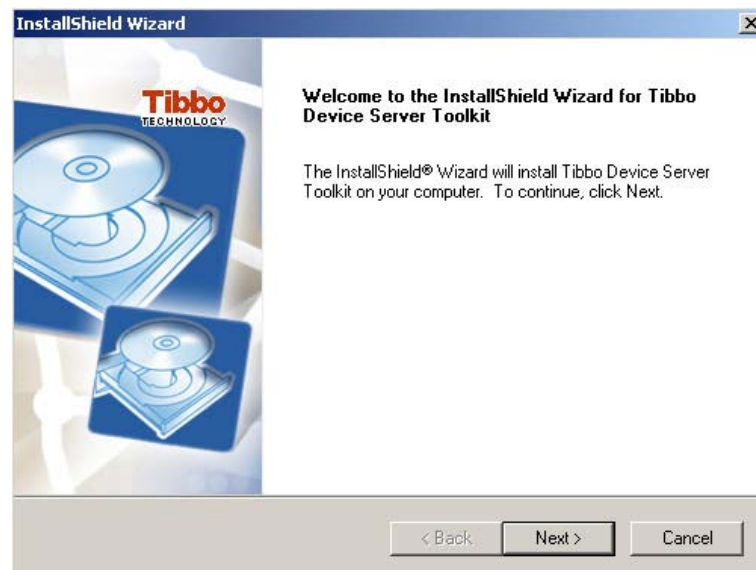 InstallShield Wizard
Tibbo
TECHNOLOGY
Welcome to the InstallShield Wizard for Tibbo
Device Server Toolkit
The InstallShield® Wizard will install Tibbo Device Server
Toolkit on your computer.  To continue, click Next.
< Back
Next >
Cancel